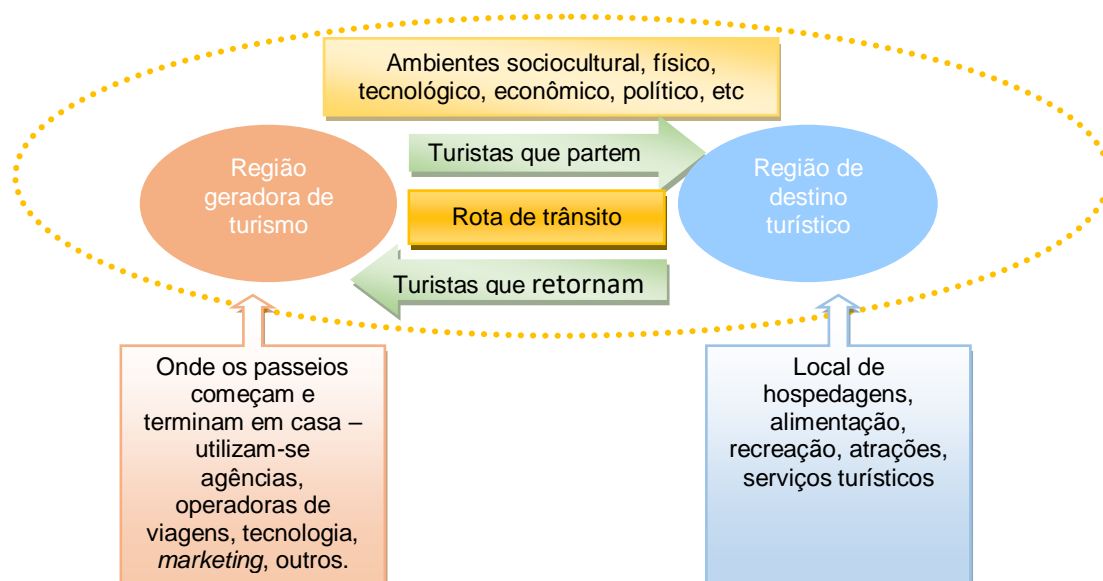 Ambientes sociocultural, físico,
tecnológico, econômico, político, etc
Turistas que partem
Região
geradora de
turismo
Rota de trânsito
Região de
destino
turístico
Turistas que retornam
Onde os passeios
começam e
terminam em casa –
utilizam-se
agências,
operadoras de
viagens, tecnologia,
marketing, outros.
Local de
hospedagens,
alimentação,
recreação, atrações,
serviços turísticos